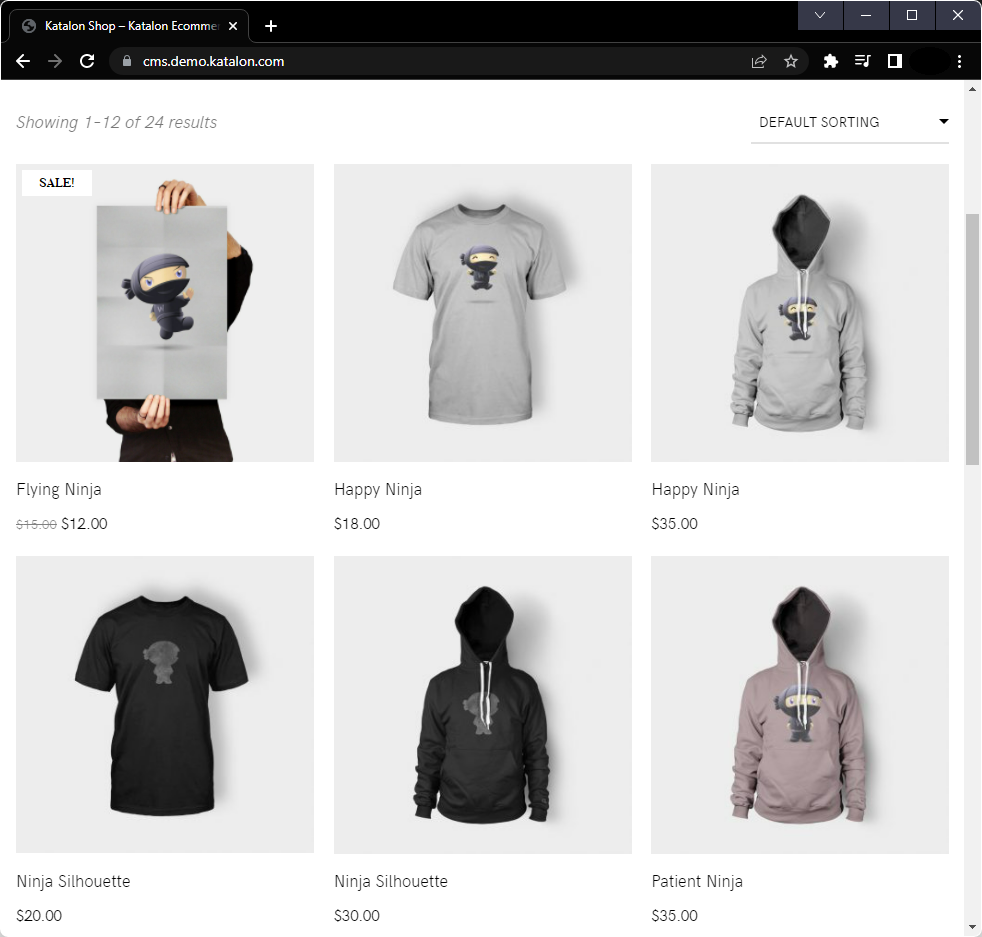 Katalon Shop – Katalon Ecomme
cms.demo.katalon.com
Showing 1–12 of 24 results
DEFAULT SORTING
SALE!
Flying Ninja
$15.00 $12.00
Happy Ninja
$18.00
Happy Ninja
$35.00
Ninja Silhouette
$20.00
Ninja Silhouette
$30.00
Patient Ninja
$35.00